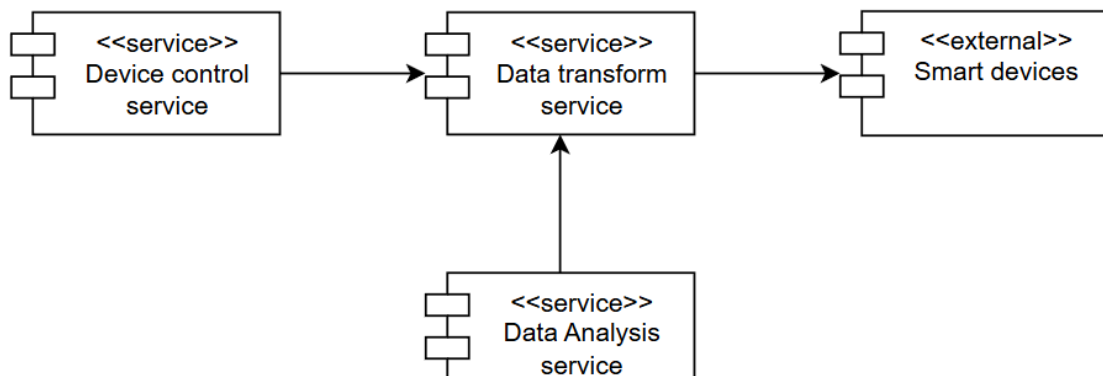 <<service>>
Device control
service
<<service>>
Data transform
service
<<external>>
Smart devices
<<service>>
Data Analysis
service